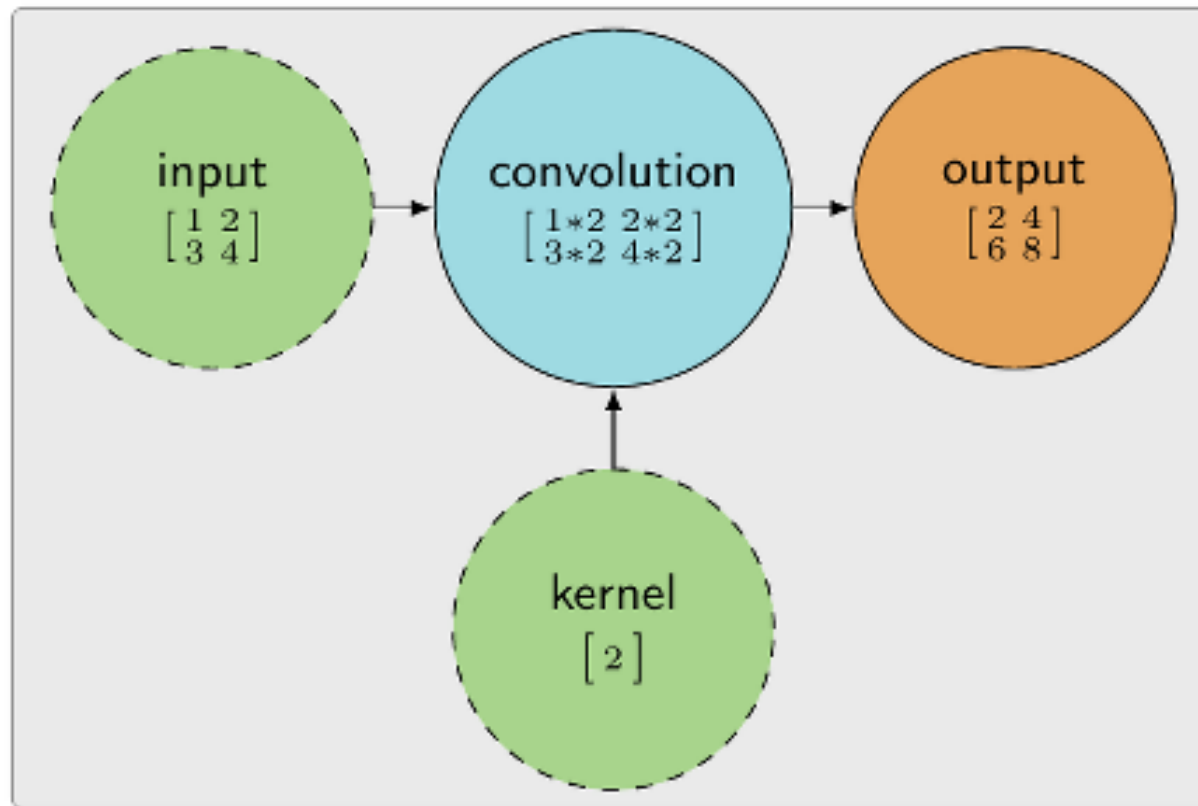 input
[1 2
3 4]
convolution
[1*2 2*2
3*2 4*2]
output
[2 4
6 8]
kernel
[2]